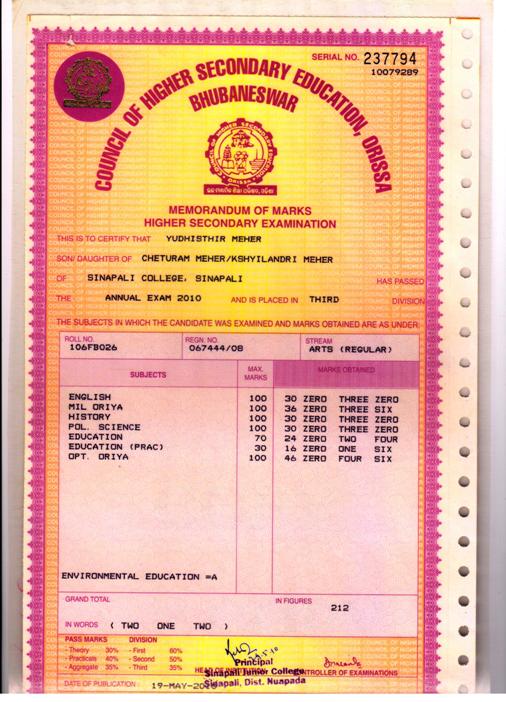 SERIAL NO. 237794
10079289
COUNCIL OF HIGHER SECONDARY EDUCATION, ORISSA
BHUBANESWAR
MEMORANDUM OF MARKS
HIGHER SECONDARY EXAMINATION
THIS IS TO CERTIFY THAT YUDHISTHIR MEHER
SON/DAUGHTER OF CHETURAM MEHER/KSHYILANDRI MEHER
OF SINAPALI COLLEGE, SINAPALI HAS PASSED
THE ANNUAL EXAM 2010 AND IS PLACED IN THIRD DIVISION
THE SUBJECTS IN WHICH THE CANDIDATE WAS EXAMINED AND MARKS OBTAINED ARE AS UNDER:
ROLL NO. REGN. NO. STREAM
106FB026 067444/08 ARTS (REGULAR)
SUBJECTS MAX. MARKS MARKS OBTAINED
ENGLISH 100 30 ZERO THREE ZERO
MIL ORIYA 100 36 ZERO THREE SIX
HISTORY 100 30 ZERO THREE ZERO
POL. SCIENCE 100 30 ZERO THREE ZERO
EDUCATION 70 24 ZERO TWO FOUR
EDUCATION (PRAC) 30 16 ZERO ONE SIX
OPT. ORIYA 100 46 ZERO FOUR SIX
ENVIRONMENTAL EDUCATION =A
GRAND TOTAL IN FIGURES
212
IN WORDS ( TWO ONE TWO )
PASS MARKS DIVISION
- Theory 30% - First 60%
- Practicals 40% - Second 50%
- Aggregate 35% - Third 35%
Principal
HEAD OF INSTITUTION CONTROLLER OF EXAMINATIONS
Sinapali Junior College
Sinapali, Dist. Nuapada
DATE OF PUBLICATION : 19-MAY-2010